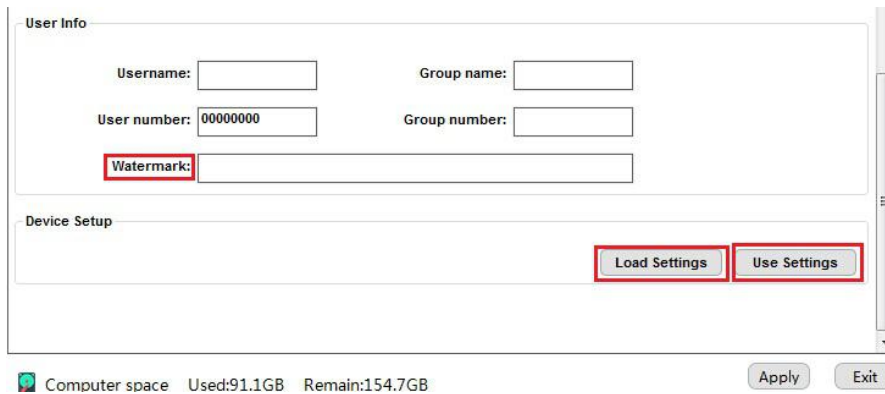 User Info
Username: Group name:
User number: 00000000 Group number:
Watermark:
Device Setup
Load Settings Use Settings
Computer space Used:91.1GB Remain:154.7GB Apply Exit